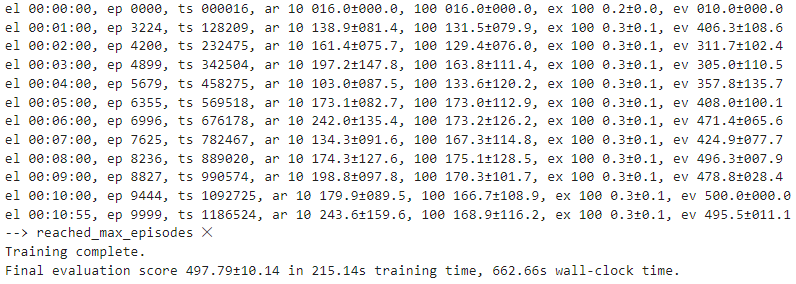 el 00:00:00, ep 0000, ts 000016, ar 10 016.0±000.0, 100 016.0±000.0, ex 100 0.2±0.0, ev 010.0±000.0
el 00:01:00, ep 3224, ts 128209, ar 10 138.9±081.4, 100 131.5±079.9, ex 100 0.3±0.1, ev 406.3±108.6
el 00:02:00, ep 4200, ts 232475, ar 10 161.4±075.7, 100 129.4±076.0, ex 100 0.3±0.1, ev 311.7±102.4
el 00:03:00, ep 4899, ts 342504, ar 10 197.2±147.8, 100 163.8±111.4, ex 100 0.3±0.1, ev 305.0±110.5
el 00:04:00, ep 5679, ts 458275, ar 10 103.0±087.5, 100 133.6±120.2, ex 100 0.3±0.1, ev 357.8±135.7
el 00:05:00, ep 6355, ts 569518, ar 10 173.1±082.7, 100 173.0±112.9, ex 100 0.3±0.1, ev 408.0±100.1
el 00:06:00, ep 6996, ts 676178, ar 10 242.0±135.4, 100 173.2±126.2, ex 100 0.3±0.1, ev 471.4±065.6
el 00:07:00, ep 7625, ts 782467, ar 10 134.3±091.6, 100 167.3±114.8, ex 100 0.3±0.1, ev 424.9±077.7
el 00:08:00, ep 8236, ts 889020, ar 10 174.3±127.6, 100 175.1±128.5, ex 100 0.3±0.1, ev 496.3±007.9
el 00:09:00, ep 8827, ts 990574, ar 10 198.8±097.8, 100 170.3±101.7, ex 100 0.3±0.1, ev 478.8±028.4
el 00:10:00, ep 9444, ts 1092725, ar 10 179.9±089.5, 100 166.7±108.9, ex 100 0.3±0.1, ev 500.0±000.0
el 00:10:55, ep 9999, ts 1186524, ar 10 243.6±159.6, 100 168.9±116.2, ex 100 0.3±0.1, ev 495.5±011.1
--> reached_max_episodes ×
Training complete.
Final evaluation score 497.79±10.14 in 215.14s training time, 662.66s wall-clock time.